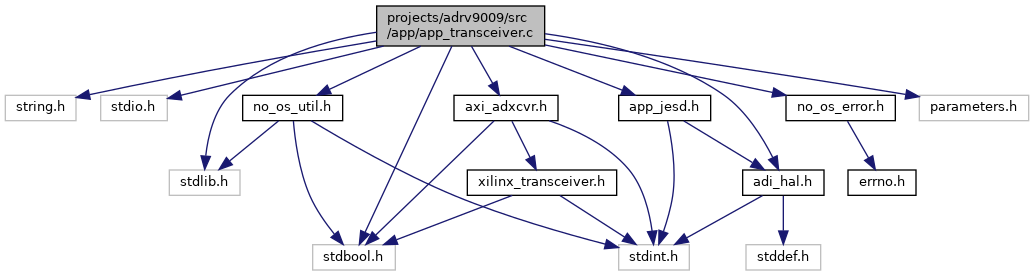 projects/adrv9009/src
/app/app_transceiver.c
string.h
stdio.h
no_os_util.h
axi_adxcvr.h
app_jesd.h
no_os_error.h
parameters.h
stdlib.h
xilinx_transceiver.h
adi_hal.h
errno.h
stdbool.h
stdint.h
stddef.h